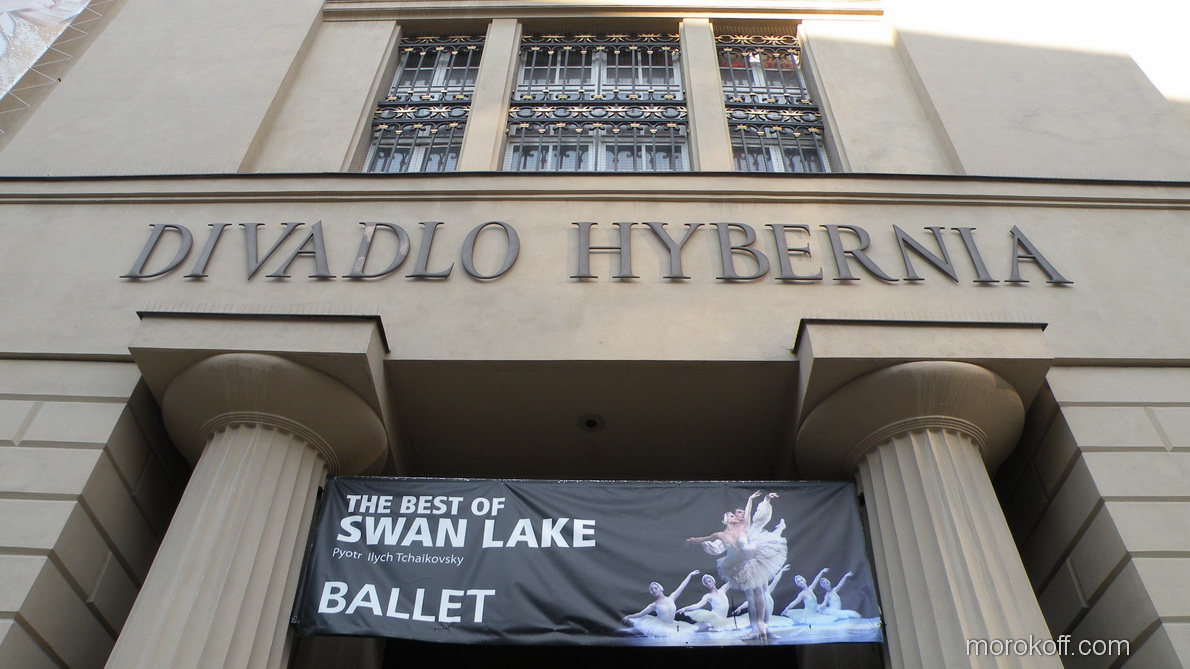 DIVADLO HYBERNIA
THE BEST OF
SWAN LAKE
Pyotr Ilych Tchaikovsky
BALLET
morokoff.com